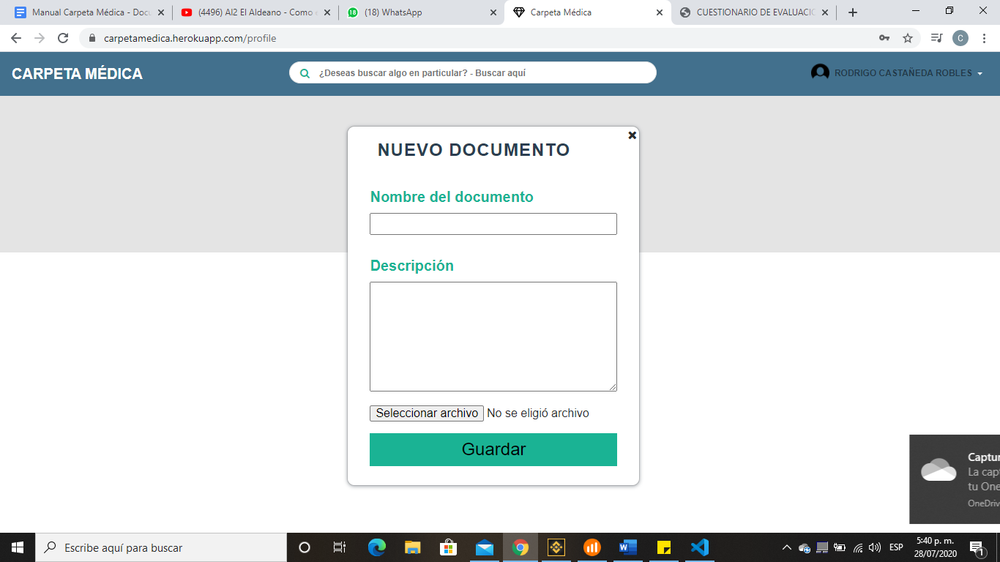 Manual Carpeta Médica - Docu
(4496) Al2 El Aldeano - Como e
(18) WhatsApp
Carpeta Médica
CUESTIONARIO DE EVALUACIO
carpetamedica.herokuapp.com/profile
C
CARPETA MÉDICA
¿Deseas buscar algo en particular? - Buscar aquí
RODRIGO CASTAÑEDA ROBLES
NUEVO DOCUMENTO
Nombre del documento
Descripción
Seleccionar archivo No se eligió archivo
Guardar
Captur
La capt
tu One
OneDriv
Escribe aquí para buscar
ESP
5:40 p. m.
28/07/2020
1